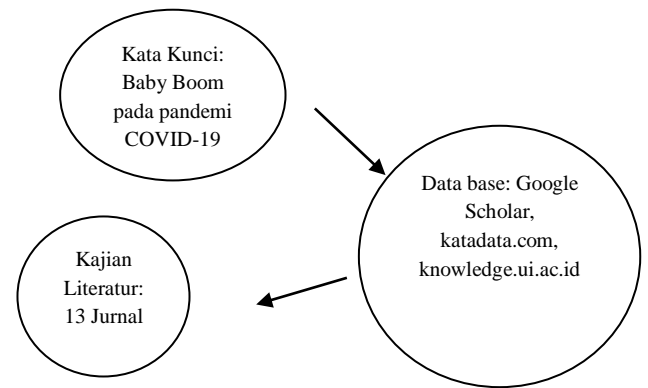 Kata Kunci:
Baby Boom
pada pandemi
COVID-19
Data base: Google
Scholar,
katadata.com,
knowledge.ui.ac.id
Kajian
Literatur:
13 Jurnal